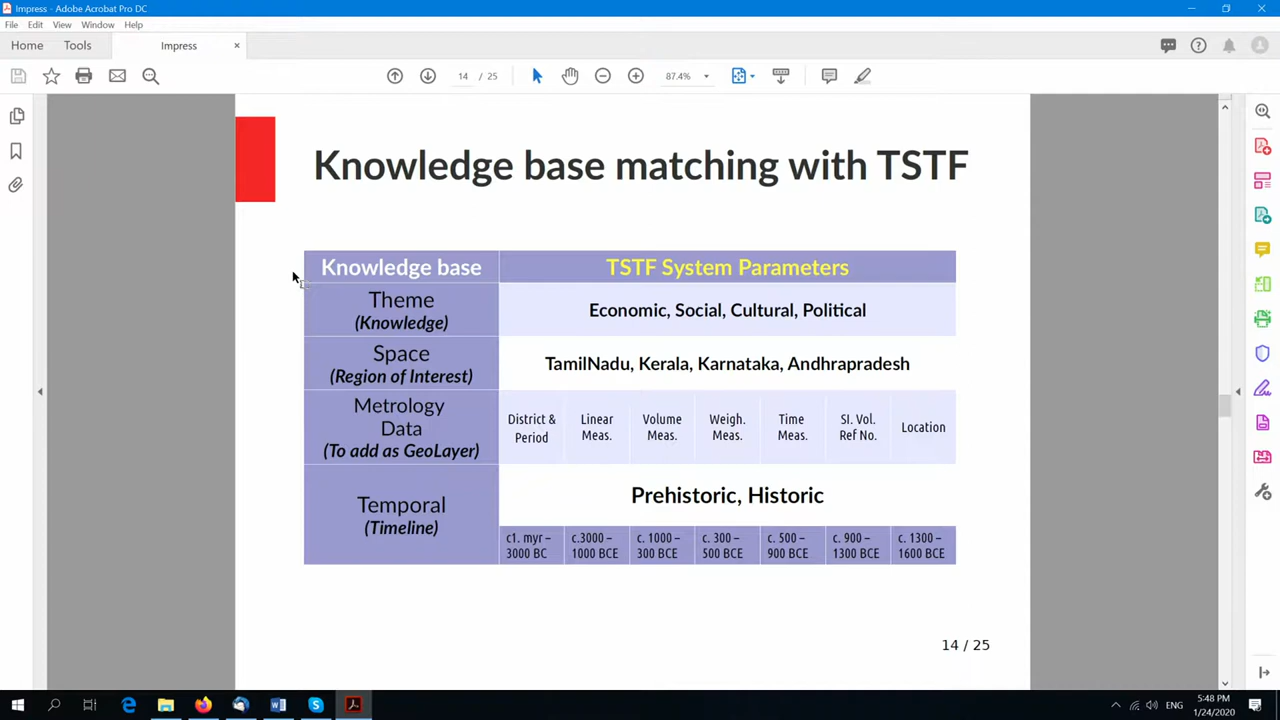 Impress - Adobe Acrobat Pro DC
File Edit View Window Help
Home Tools Impress ×
14 / 25 87.4%
Knowledge base matching with TSTF
Knowledge base TSTF System Parameters
Theme
(Knowledge)
Economic, Social, Cultural, Political
Space
(Region of Interest)
TamilNadu, Kerala, Karnataka, Andhrapradesh
Metrology
Data
(To add as GeoLayer)
District &
Period
Linear
Meas.
Volume
Meas.
Weigh.
Meas.
Time
Meas.
SI. Vol.
Ref No.
Location
Temporal
(Timeline)
Prehistoric, Historic
c1. myr –
3000 BC
c.3000 –
1000 BCE
c. 1000 –
300 BCE
c. 300 –
500 BCE
c. 500 –
900 BCE
c. 900 –
1300 BCE
c. 1300 –
1600 BCE
14 / 25
ENG
5:48 PM
1/24/2020